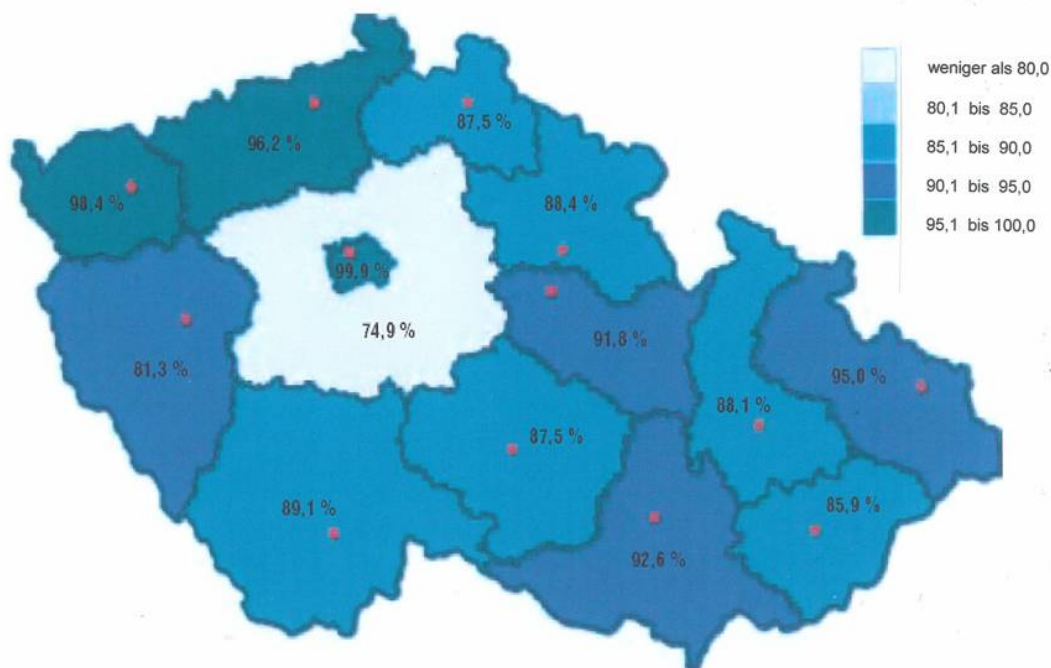 weniger als 80,0
80,1 bis 85,0
85,1 bis 90,0
90,1 bis 95,0
95,1 bis 100,0
87,5 %
96,2 %
98,4 %
88,4 %
99,9 %
74,9 %
91,8 %
81,3 %
95,0 %
88,1 %
87,5 %
89,1 %
85,9 %
92,6 %